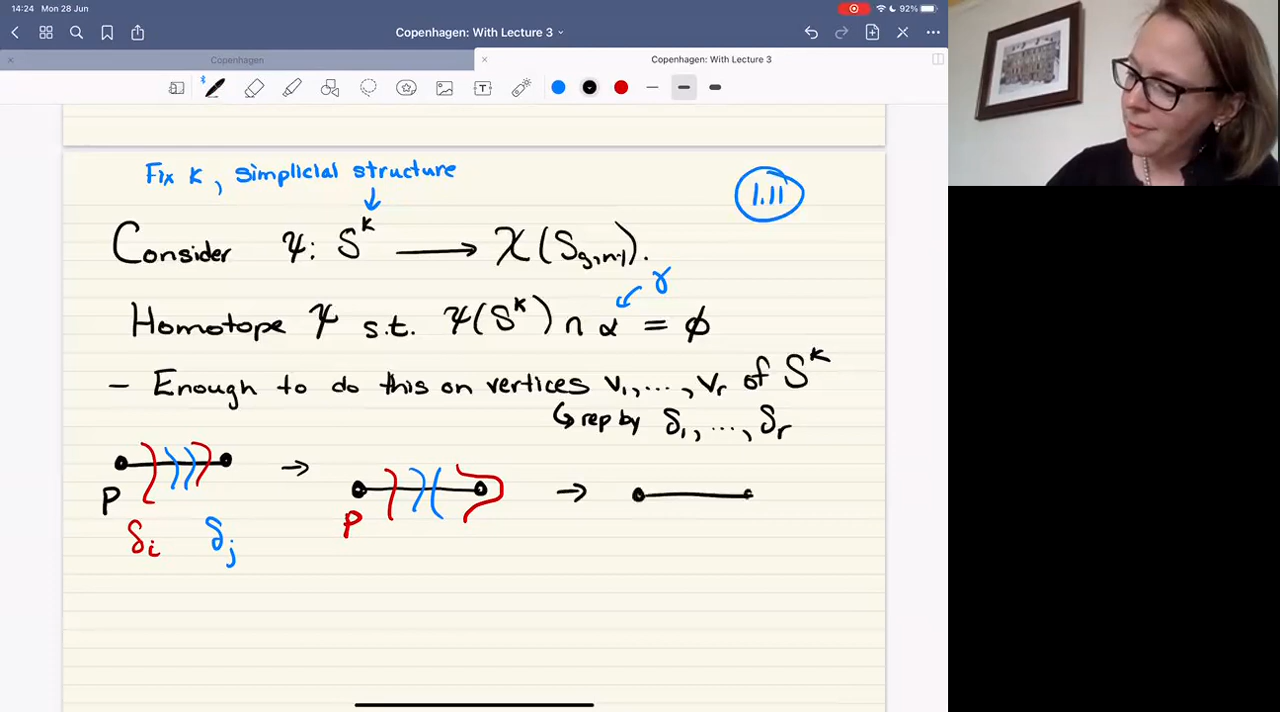 14:24 Mon 28 Jun
92%
Copenhagen: With Lecture 3
Copenhagen
Copenhagen: With Lecture 3
Fix k, simplicial structure
1.11
Consider ψ: S^k → X(S_{g,n-1}).
γ
Homotope ψ s.t. ψ(S^k) ∩ α = ∅
- Enough to do this on vertices v_1, ..., v_r of S^k
↳ rep by δ_1, ..., δ_r
→ →
P P
δ_i δ_j